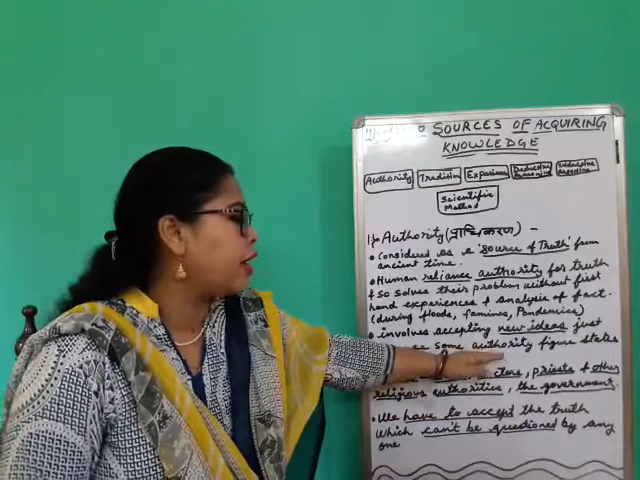 SOURCES OF ACQUIRING
KNOWLEDGE
Authority Tradition Experience Deductive Reasoning Inductive Reasoning
Scientific Method
1) Authority (प्राधिकरण) -
• Considered as a 'source of Truth' from
ancient time.
• Human reliance authority for truth
& so solves their problem without first
hand experiences & analysis of fact.
(during floods, famines, Pandemics)
• involves accepting new ideas just
some authority figure states
, priests & other
religious authorities, the government.
• We have to accept the truth
which can't be questioned by any
one